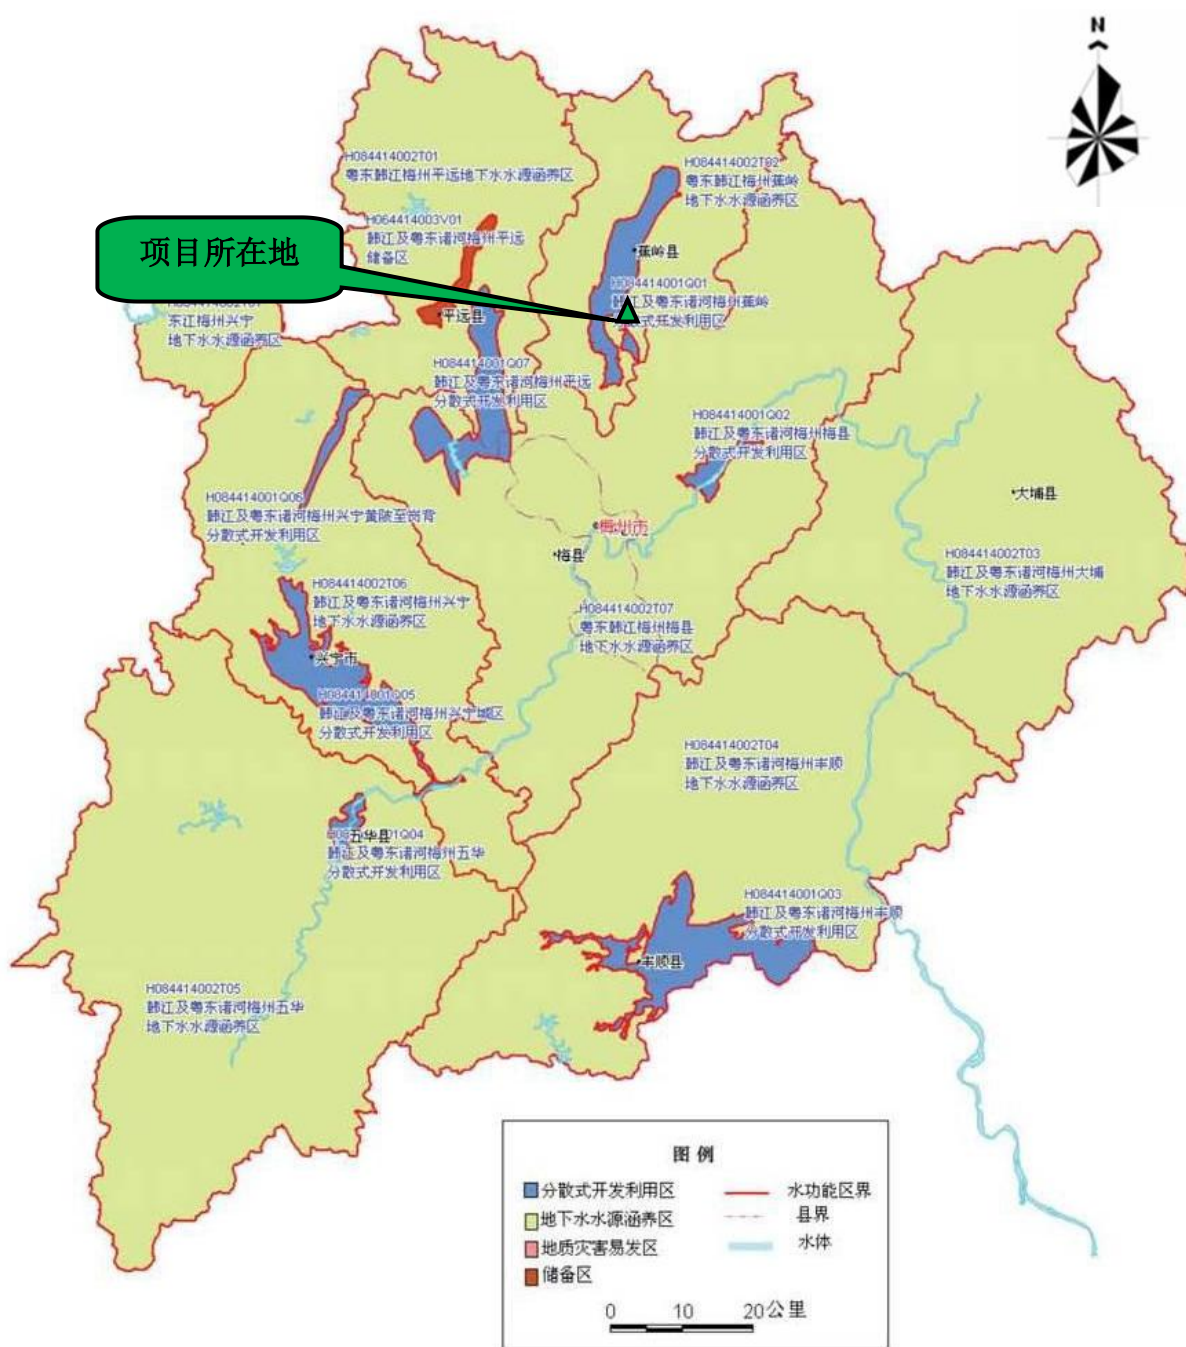 N
H084414002T01
粤东韩江梅州平远地下水水源涵养区
H084414002T02
粤东韩江梅州蕉岭
地下水水源涵养区
H064414003V01
韩江及粤东诸河梅州平远
储备区
项目所在地
蕉岭县
H084414001Q01
韩江及粤东诸河梅州蕉岭
分散式开发利用区
东江梅州兴宁
地下水水源涵养区
平远县
H084414001Q07
韩江及粤东诸河梅州平远
分散式开发利用区
H084414001Q02
韩江及粤东诸河梅州梅县
分散式开发利用区
H084414001Q06
韩江及粤东诸河梅州兴宁黄陂至岗背
分散式开发利用区
大埔县
梅州市
梅县
H084414002T03
韩江及粤东诸河梅州大埔
地下水水源涵养区
H084414002T06
韩江及粤东诸河梅州兴宁
地下水水源涵养区
H084414002T07
粤东韩江梅州梅县
地下水水源涵养区
兴宁市
H084414001Q05
韩江及粤东诸河梅州兴宁城区
分散式开发利用区
H084414002T04
韩江及粤东诸河梅州丰顺
地下水水源涵养区
五华县
1Q04
韩江及粤东诸河梅州五华
分散式开发利用区
H084414001Q03
韩江及粤东诸河梅州丰顺
分散式开发利用区
丰顺县
H084414002T05
韩江及粤东诸河梅州五华
地下水水源涵养区
图 例
分散式开发利用区
水功能区界
地下水水源涵养区
县界
地质灾害易发区
水体
储备区
0 10 20公里